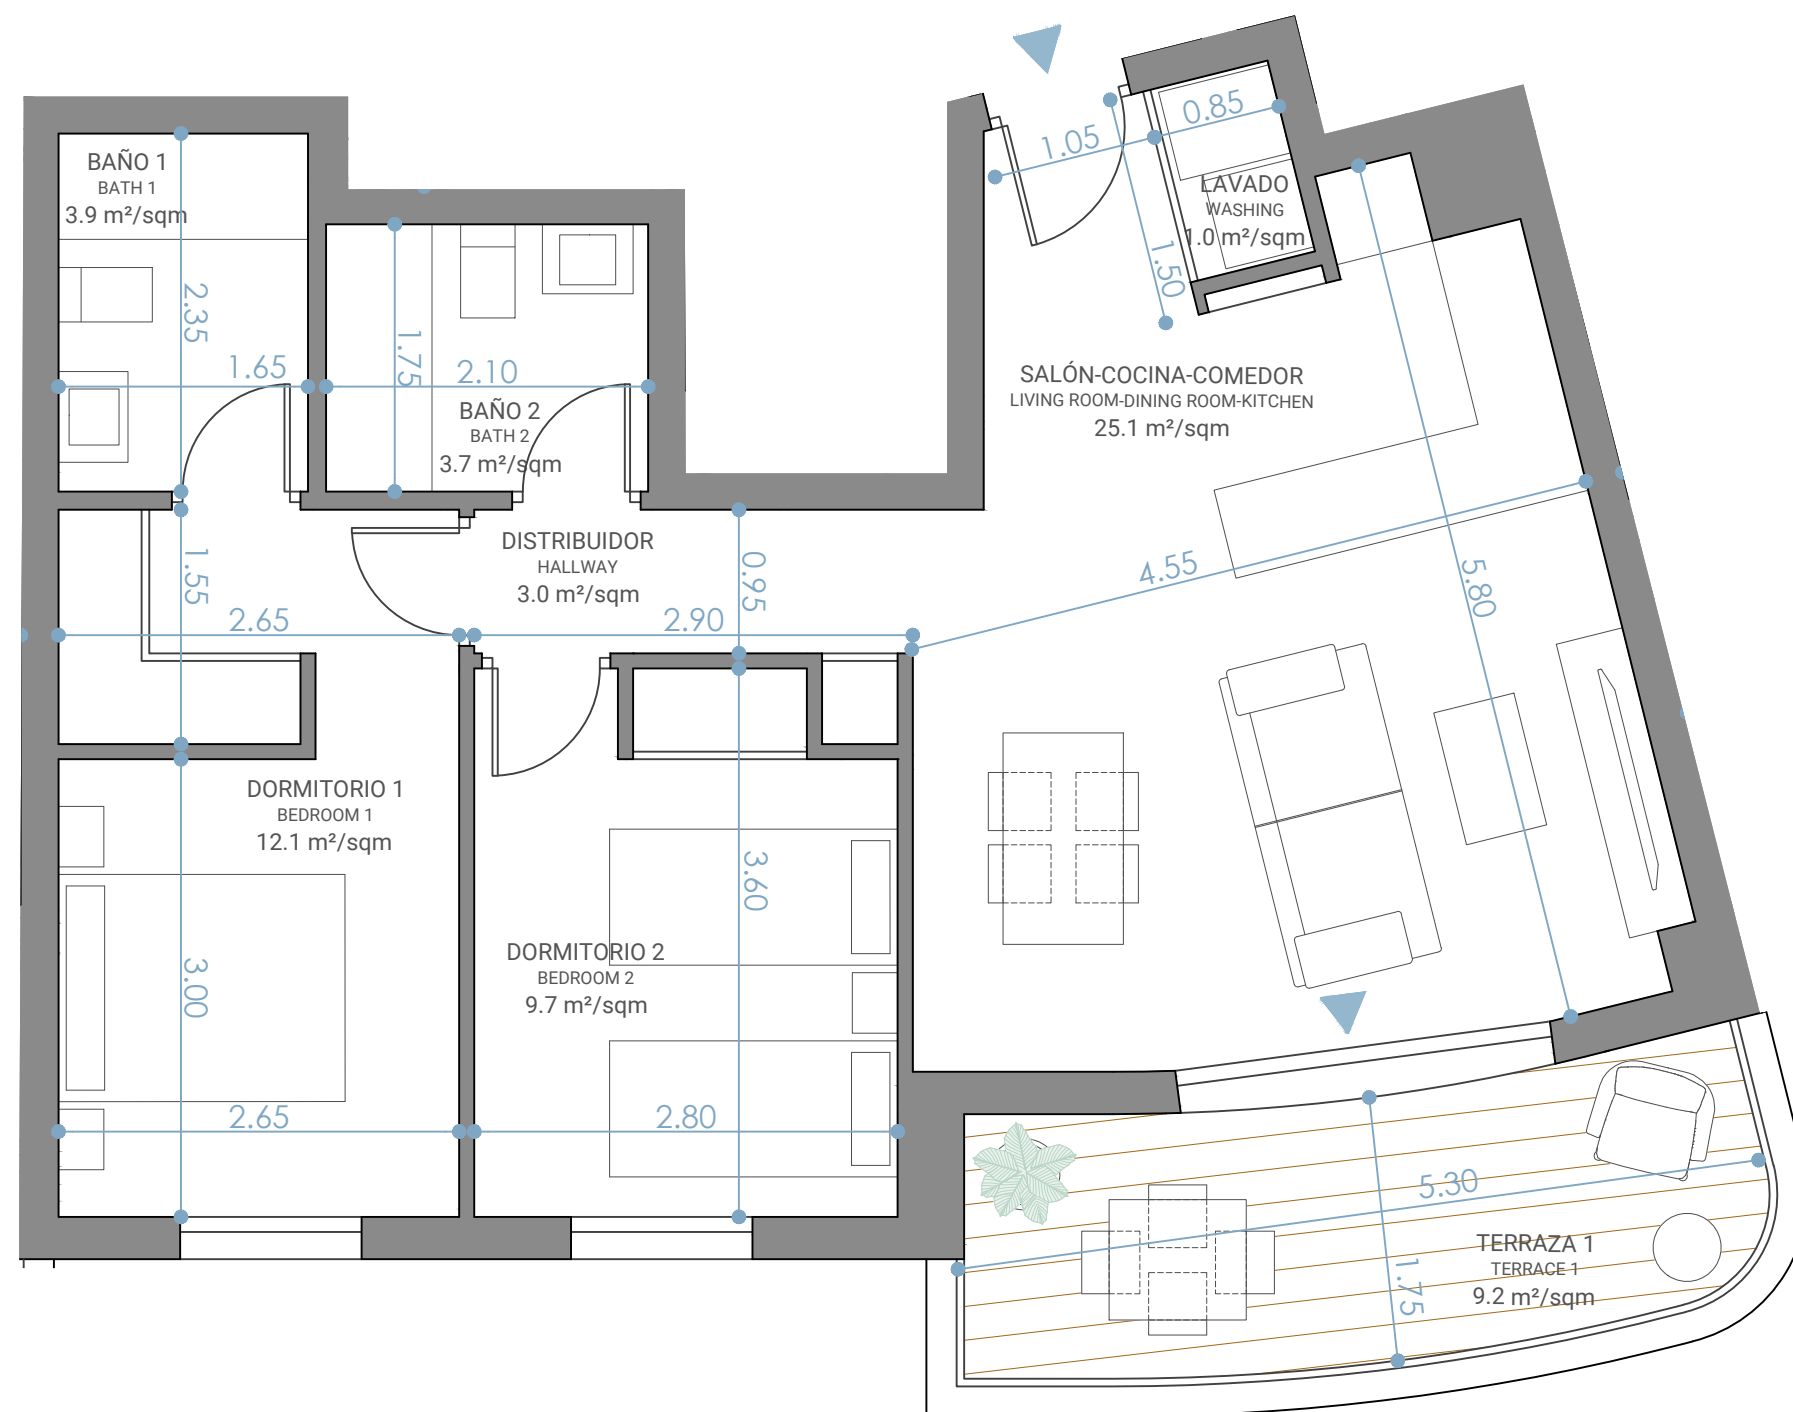 BAÑO 1
BATH 1
3.9 m²/sqm
2.35
1.65
1.75
2.10
BAÑO 2
BATH 2
3.7 m²/sqm
1.05
0.85
LAVADO
WASHING
1.0 m²/sqm
1.50
SALÓN-COCINA-COMEDOR
LIVING ROOM-DINING ROOM-KITCHEN
25.1 m²/sqm
1.55
2.65
DISTRIBUIDOR
HALLWAY
3.0 m²/sqm
2.90
0.95
4.55
5.80
DORMITORIO 1
BEDROOM 1
12.1 m²/sqm
3.00
2.65
3.60
DORMITORIO 2
BEDROOM 2
9.7 m²/sqm
2.80
5.30
1.75
TERRAZA 1
TERRACE 1
9.2 m²/sqm